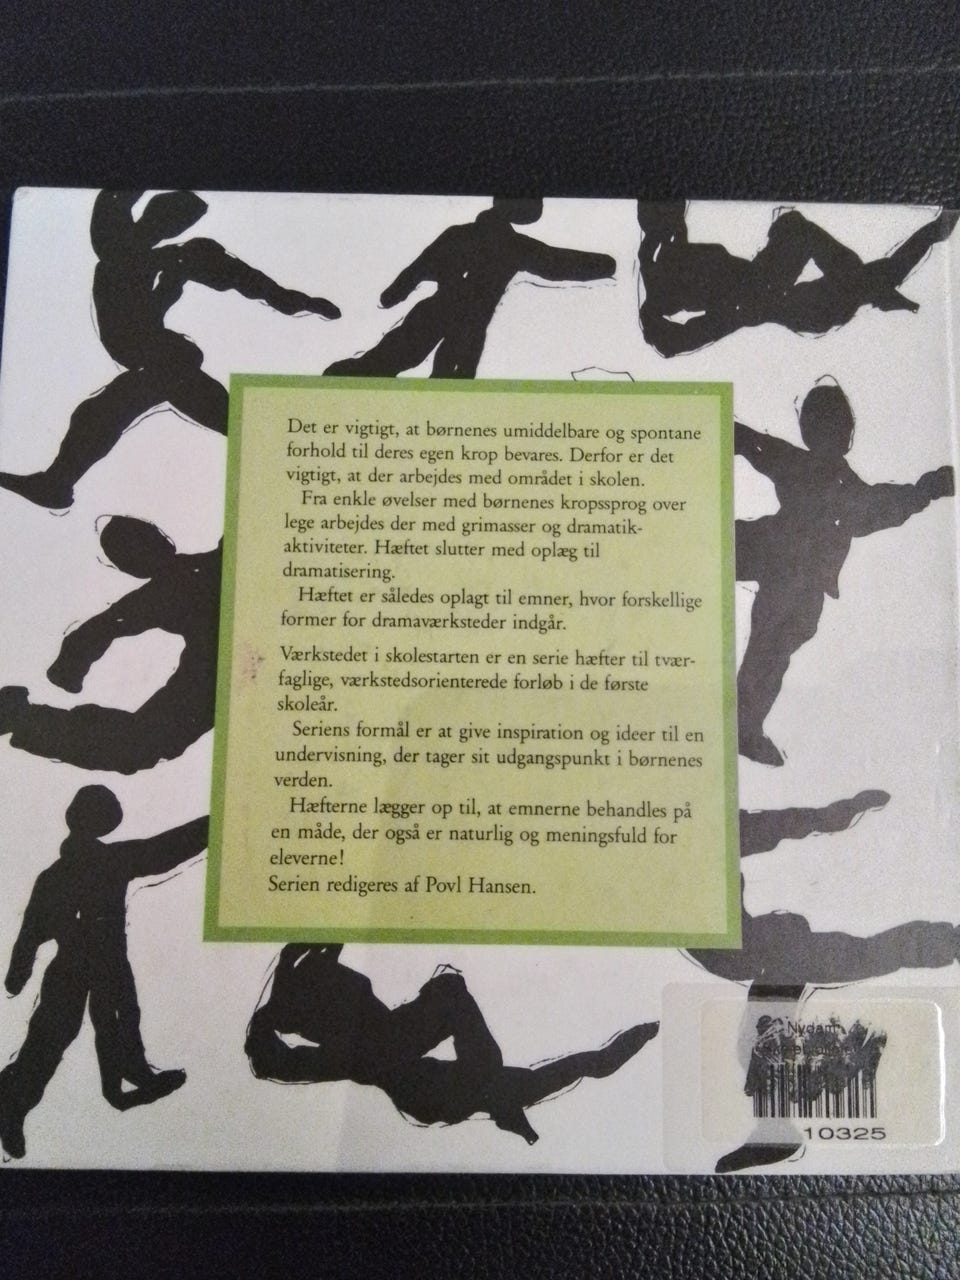 Det er vigtigt, at børnenes umiddelbare og spontane
forhold til deres egen krop bevares. Derfor er det
vigtigt, at der arbejdes med området i skolen.
Fra enkle øvelser med børnenes kropssprog over
lege arbejdes der med grimasser og dramatik-
aktiviteter. Hæftet slutter med oplæg til
dramatisering.
Hæftet er således oplagt til emner, hvor forskellige
former for dramaværksteder indgår.
Værkstedet i skolestarten er en serie hæfter til tvær-
faglige, værkstedsorienterede forløb i de første
skoleår.
Seriens formål er at give inspiration og ideer til en
undervisning, der tager sit udgangspunkt i børnenes
verden.
Hæfterne lægger op til, at emnerne behandles på
en måde, der også er naturlig og meningsfuld for
eleverne!
Serien redigeres af Povl Hansen.
Nydam
10325